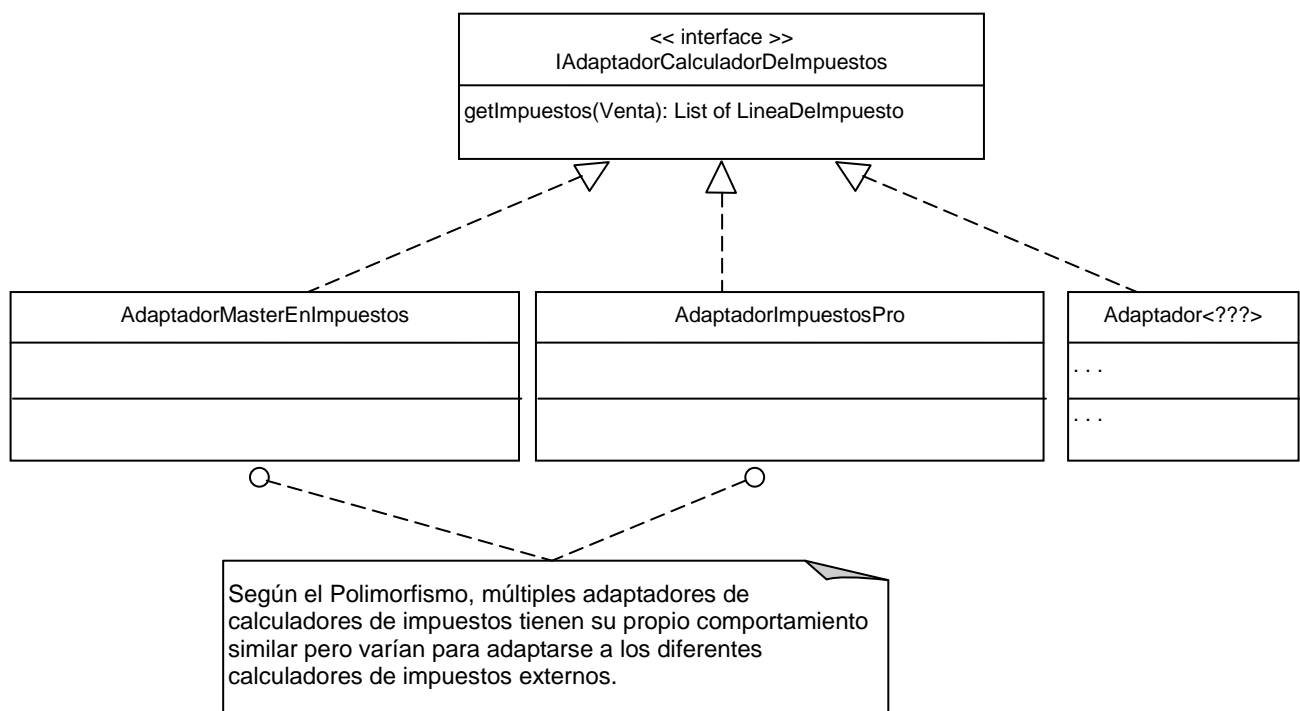 << interface >>
IAdaptadorCalculadorDeImpuestos
getImpuestos(Venta): List of LineaDeImpuesto
AdaptadorMasterEnImpuestos
AdaptadorImpuestosPro
Adaptador<???>
. . .
. . .
Según el Polimorfismo, múltiples adaptadores de
calculadores de impuestos tienen su propio comportamiento
similar pero varían para adaptarse a los diferentes
calculadores de impuestos externos.